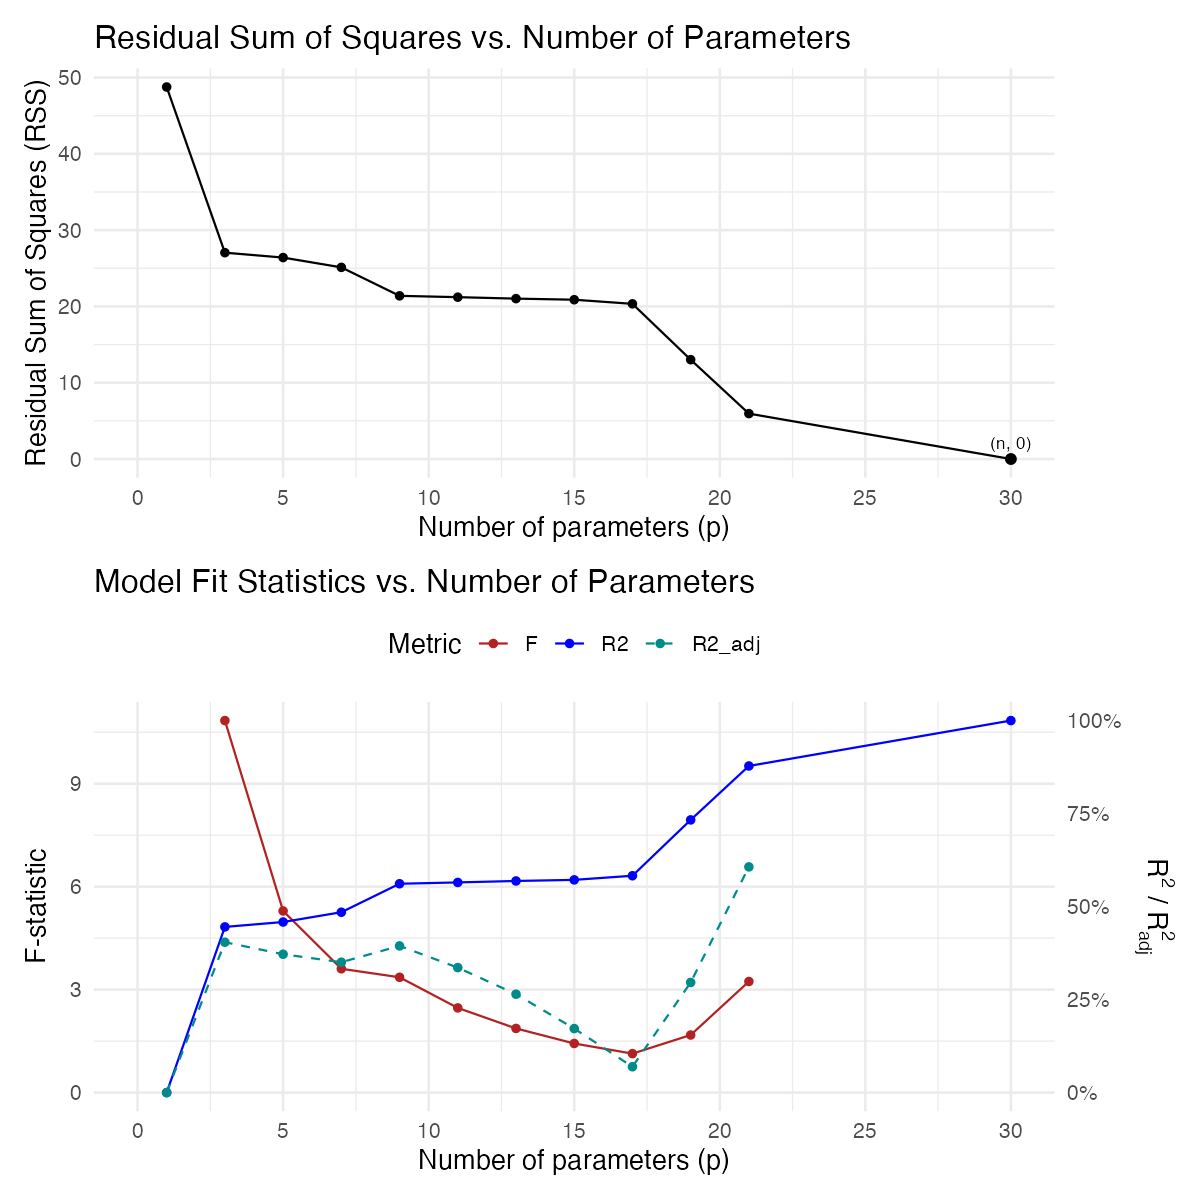 Residual Sum of Squares vs. Number of Parameters
Residual Sum of Squares (RSS)
50
40
30
20
10
0
(n, 0)
0 5 10 15 20 25 30
Number of parameters (p)
Model Fit Statistics vs. Number of Parameters
Metric F R2 R2_adj
F-statistic
9
6
3
0
100%
75%
50%
25%
0%
R² / R²adj
0 5 10 15 20 25 30
Number of parameters (p)